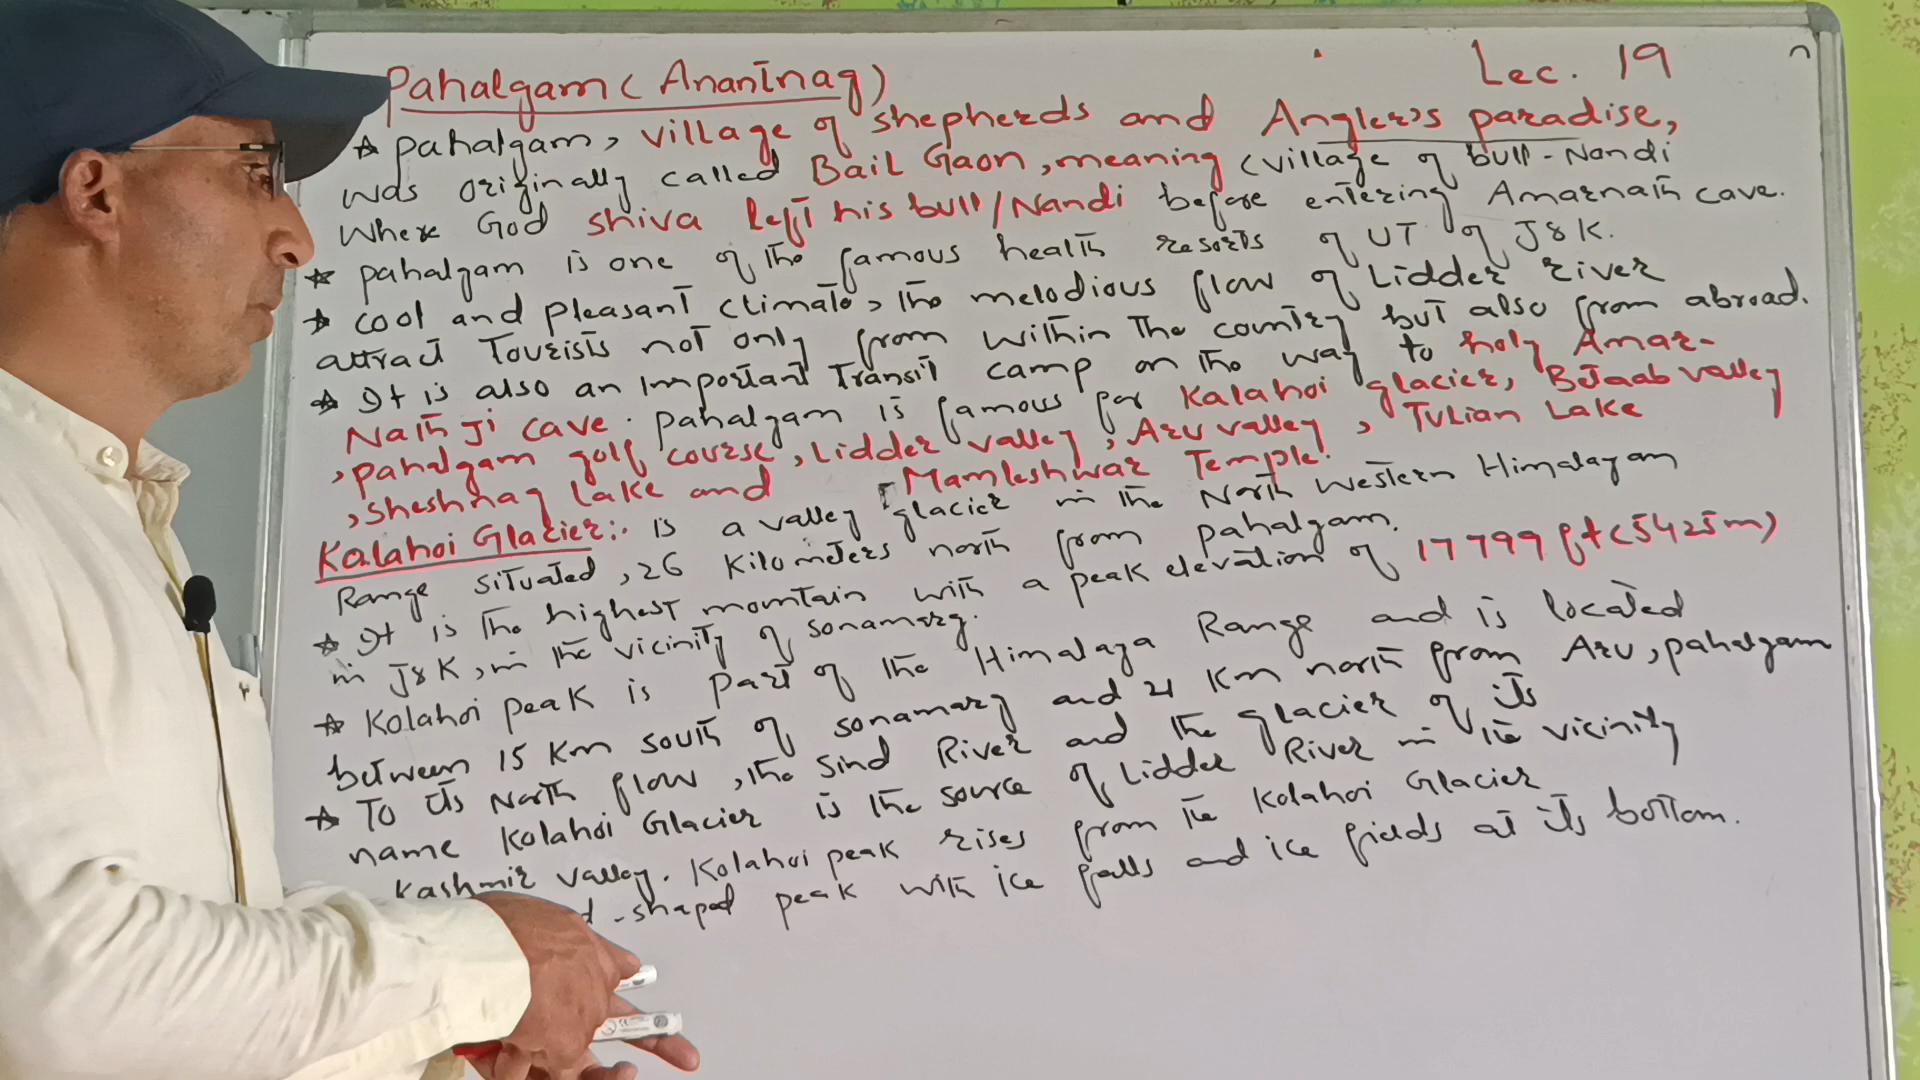 Lec. 19
Pahalgam (Anantnag)
☆ Pahalgam, village of shepherds and Angler's paradise,
was originally called Bail Gaon, meaning (village of bull-Nandi
Where God shiva left his bull/Nandi before entering Amarnath cave.
☆ pahalgam is one of the famous health resorts of UT of J&K.
☆ cool and pleasant climate, the melodious flow of Lidder River
attract Tourists not only from within The country but also from abroad.
☆ It is also an Important Transit camp on the way to holy Amar-
Nath Ji cave. pahalgam is famous for Kalahoi glacier, Betaab valley
, pahalgam golf course, Lidder valley, Aru valley, Tulian Lake
, Sheshnag Lake and Mamleshwar Temple.
Kalahoi Glacier:. is a valley glacier in the North Western Himalayam
Range situated, 26 Kilometers north from pahalgam.
☆ It is The highest mountain with a peak elevation of 17799 ft (5425m)
in J&K, in the vicinity of sonamarg.
☆ Kolahoi peak is part of the Himalaya Range and is located
between 15 Km south of sonamarg and 21 Km north from Aru, pahalgam
☆ To its North flow, the Sind River and the glacier of its
name Kolahoi Glacier is the source of Lidder River in the vicinity
Kashmir valley. Kolahoi peak rises from the Kolahoi Glacier
-shaped peak with ice falls and ice fields at its bottom.